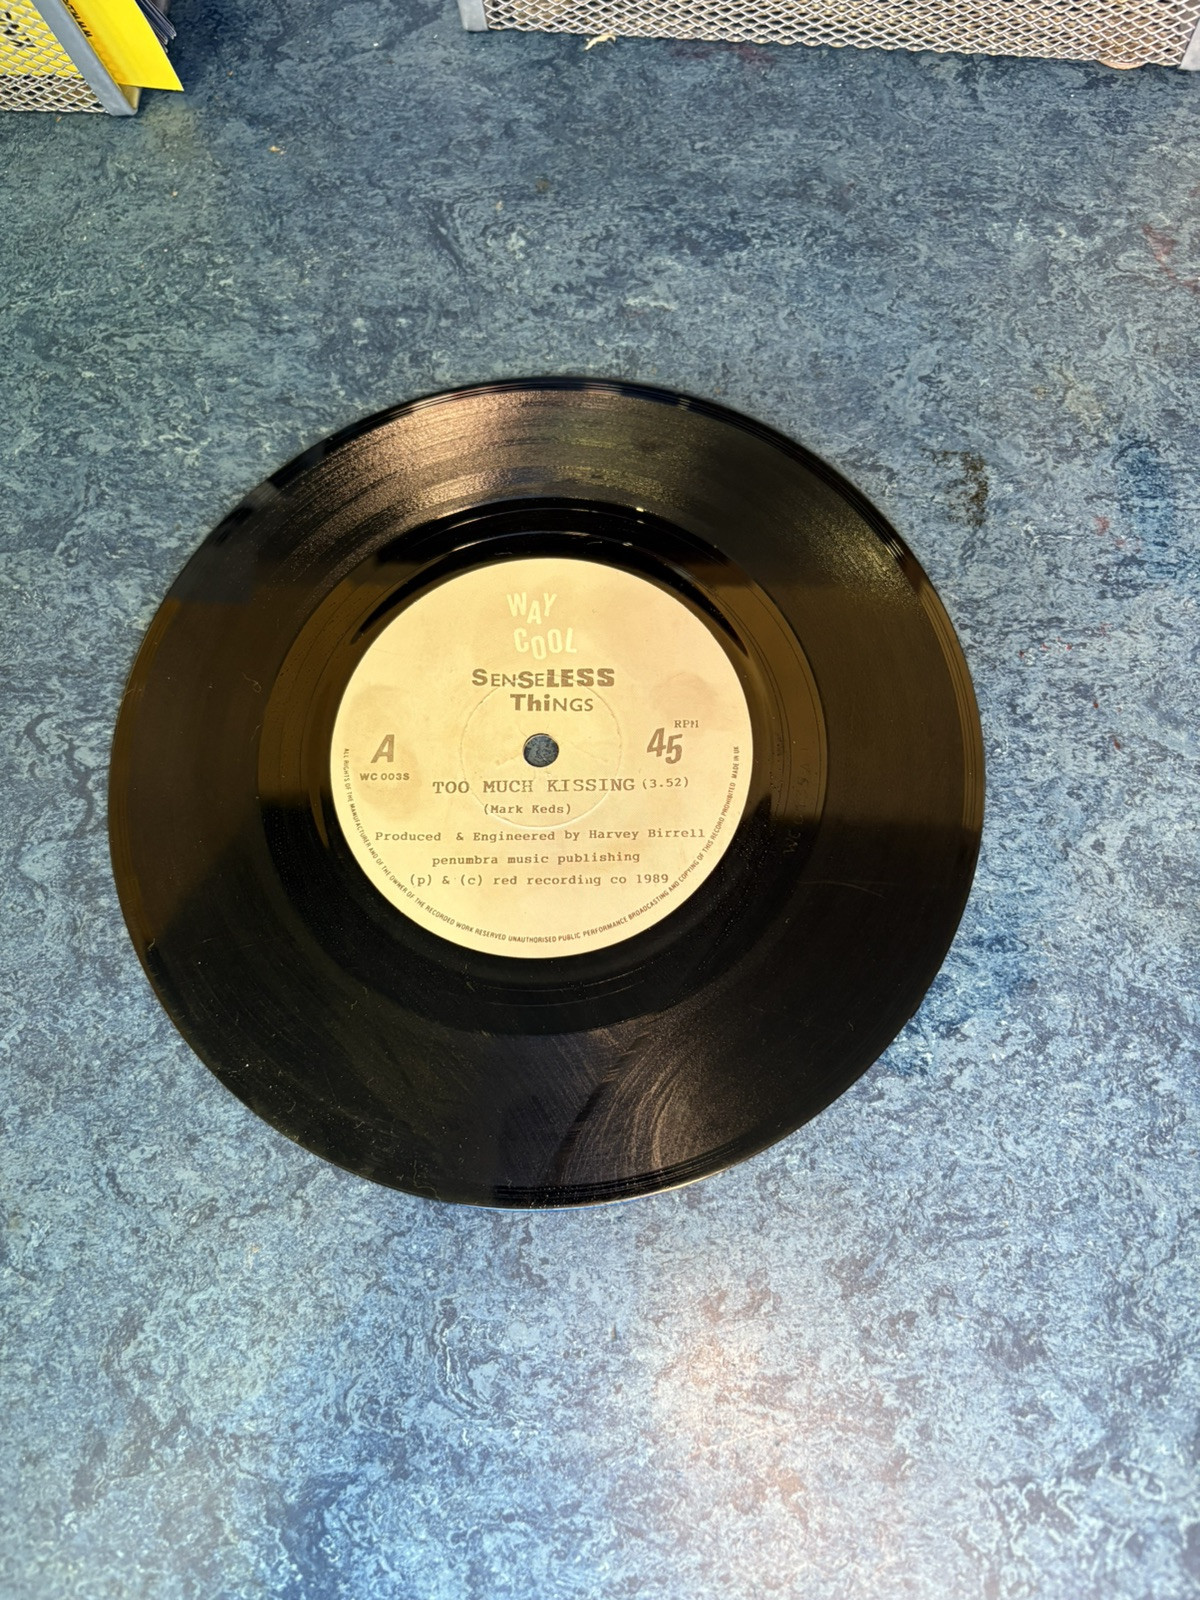 WAY
COOL
SENSELESS
THiNGS
A
WC 003S
RPM
45
TOO MUCH KISSING (3.52)
(Mark Keds)
Produced & Engineered by Harvey Birrell
penumbra music publishing
(p) & (c) red recording co 1989
ALL RIGHTS OF THE MANUFACTURER AND OF THE OWNER OF THE RECORDED WORK RESERVED UNAUTHORISED PUBLIC PERFORMANCE BROADCASTING AND COPYING OF THIS RECORD PROHIBITED MADE IN UK